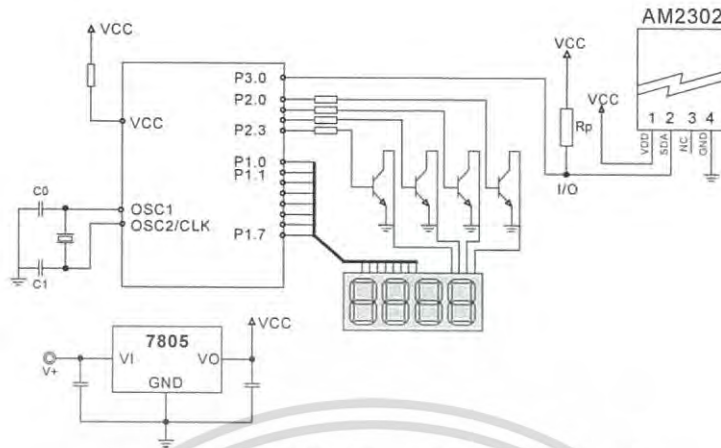 AM2302
VCC
VCC
P3.0
P2.0
VCC
Rp
VCC
P2.3
1 2 3 4
VDD
SDA
NC
GND
P1.0
P1.1
I/O
C0
OSC1
OSC2/CLK
P1.7
C1
VCC
7805
VI
VO
V+
GND